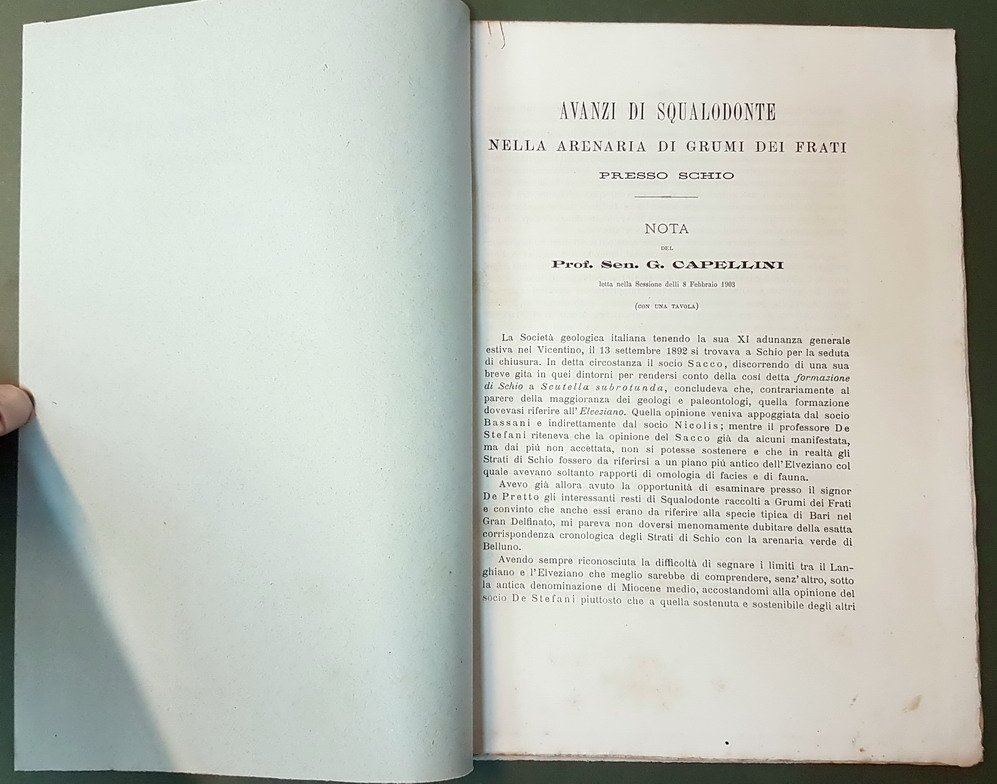 AVANZI DI SQUALODONTE
NELLA ARENARIA DI GRUMI DEI FRATI
PRESSO SCHIO
NOTA
DEL
Prof. Sen. G. CAPELLINI
letta nella Sessione delli 8 Febbraio 1903
(CON UNA TAVOLA)
La Società geologica italiana tenendo la sua XI adunanza generale
estiva nel Vicentino, il 13 settembre 1892 si trovava a Schio per la seduta
di chiusura. In detta circostanza il socio Sacco, discorrendo di una sua
breve gita in quei dintorni per rendersi conto della così detta formazione
di Schio a Scutella subrotunda, concludeva che, contrariamente al
parere della maggioranza dei geologi e paleontologi, quella formazione
dovevasi riferire all'Elveziano. Quella opinione veniva appoggiata dal socio
Bassani e indirettamente dal socio Nicolis; mentre il professore De
Stefani riteneva che la opinione del Sacco già da alcuni manifestata,
ma dai più non accettata, non si potesse sostenere e che in realtà gli
Strati di Schio fossero da riferirsi a un piano più antico dell'Elveziano col
quale avevano soltanto rapporti di omologia di facies e di fauna.
Avevo già allora avuto la opportunità di esaminare presso il signor
De Pretto gli interessanti resti di Squalodonte raccolti a Grumi dei Frati
e convinto che anche essi erano da riferire alla specie tipica di Bari nel
Gran Delfinato, mi pareva non doversi menomamente dubitare della esatta
corrispondenza cronologica degli Strati di Schio con la arenaria verde di
Belluno.
Avendo sempre riconosciuta la difficoltà di segnare i limiti tra il Lan-
ghiano e l'Elveziano che meglio sarebbe di comprendere, senz'altro, sotto
la antica denominazione di Miocene medio, accostandomi alla opinione del
socio De Stefani piuttosto che a quella sostenuta e sostenibile degli altri